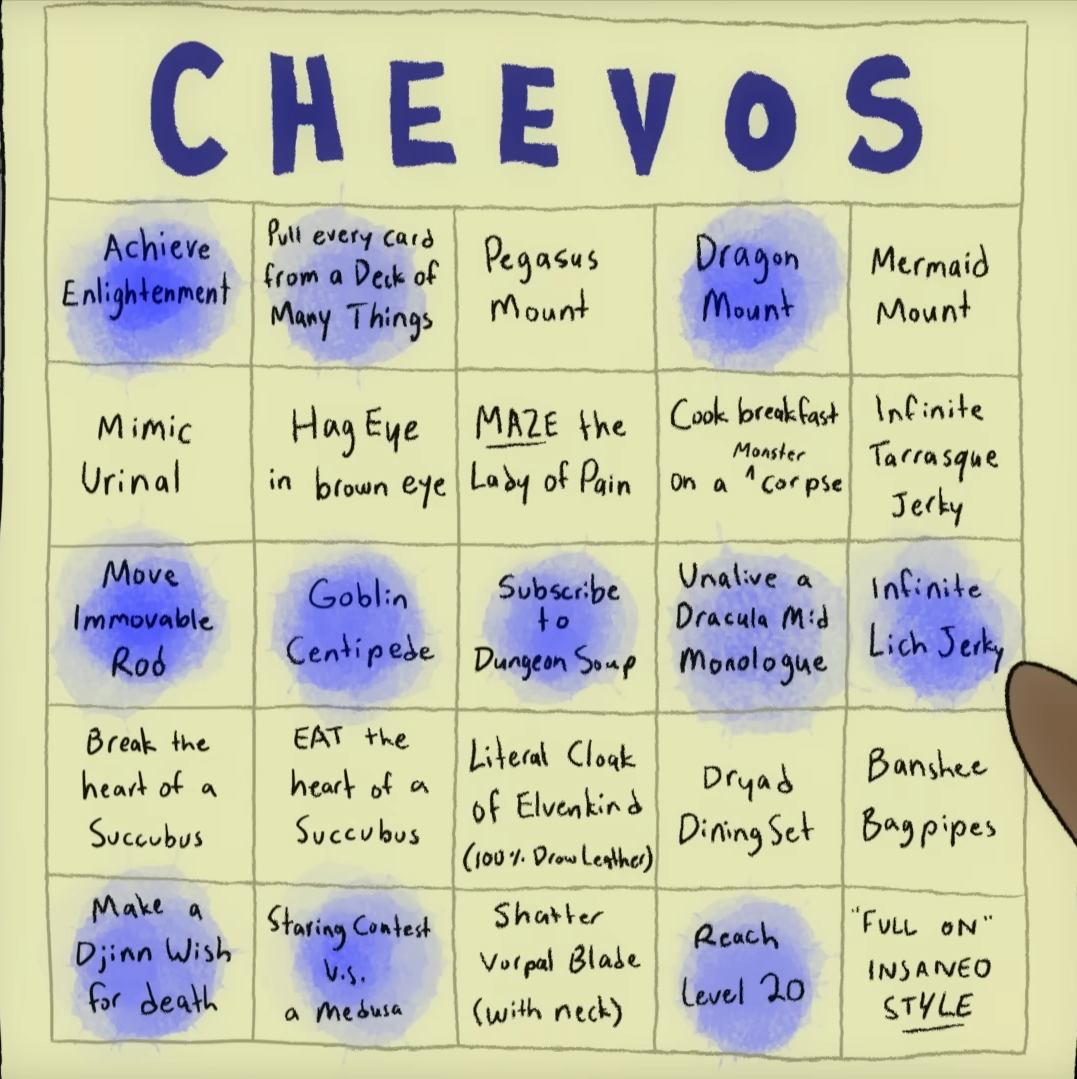 CHEEVOS
Achieve
Enlightenment
Pull every card
from a Deck of
Many Things
Pegasus
Mount
Dragon
Mount
Mermaid
Mount
Mimic
Urinal
Hag Eye
in brown eye
MAZE the
Lady of Pain
Cook breakfast
Monster
on a ^ corpse
Infinite
Tarrasque
Jerky
Move
Immovable
Rod
Goblin
Centipede
Subscribe
to
Dungeon Soup
Unalive a
Dracula Mid
Monologue
Infinite
Lich Jerky
Break the
heart of a
Succubus
EAT the
heart of a
Succubus
Literal Cloak
of Elvenkind
(100% Drow Leather)
Dryad
Dining Set
Banshee
Bagpipes
Make a
Djinn Wish
for death
Staring Contest
V.s.
a Medusa
Shatter
Vorpal Blade
(with neck)
Reach
Level 20
"FULL ON"
INSANEO
STYLE